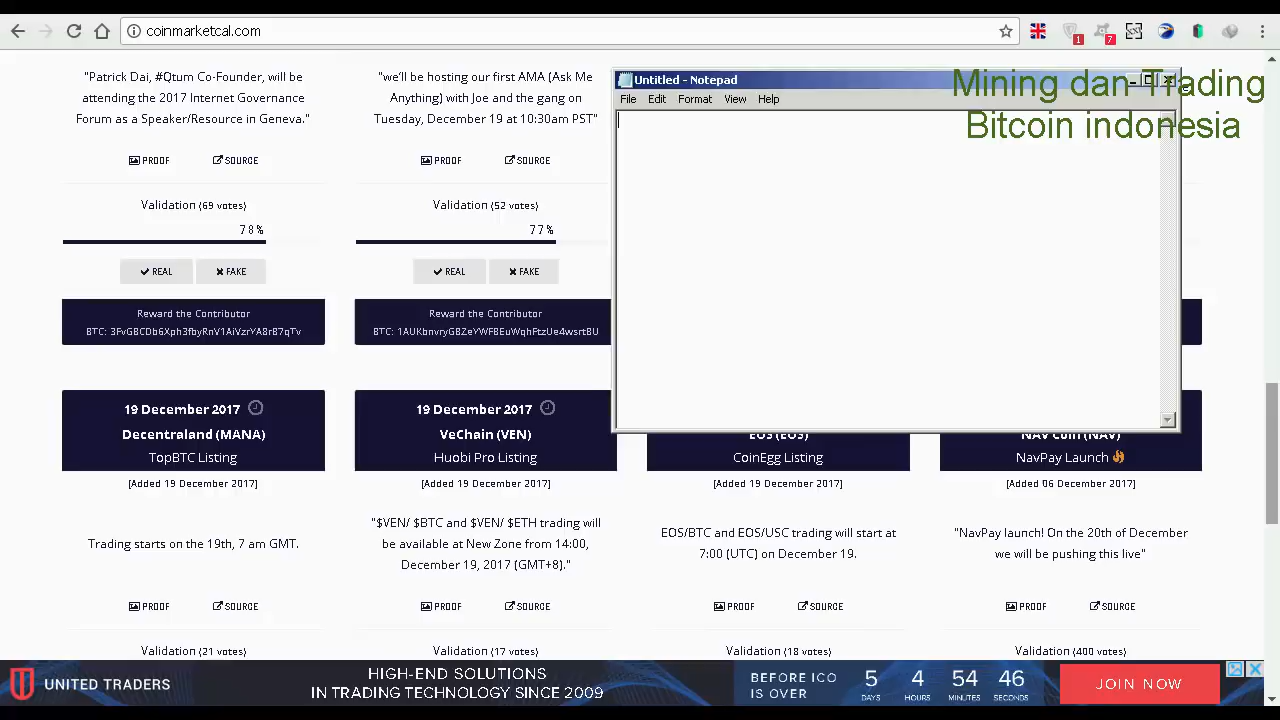 coinmarketcal.com
1
7
"Patrick Dai, #Qtum Co-Founder, will be
attending the 2017 Internet Governance
Forum as a Speaker/Resource in Geneva."
PROOF
SOURCE
Validation (69 votes)
78%
REAL
FAKE
Reward the Contributor
BTC: 3FvGBCDb6Xph3fbyRnV1AiVzrYA8rB7qTv
"we'll be hosting our first AMA (Ask Me
Anything) with Joe and the gang on
Tuesday, December 19 at 10:30am PST"
PROOF
SOURCE
Validation (52 votes)
77%
REAL
FAKE
Reward the Contributor
BTC: 1AUKbnvryGBZeYWFBEuWqhFtzUe4wsrtBU
Untitled - Notepad
File Edit Format View Help
Mining dan Trading
Bitcoin indonesia
19 December 2017
Decentraland (MANA)
TopBTC Listing
[Added 19 December 2017]
Trading starts on the 19th, 7 am GMT.
PROOF
SOURCE
Validation (21 votes)
19 December 2017
VeChain (VEN)
Huobi Pro Listing
[Added 19 December 2017]
"$VEN/ $BTC and $VEN/ $ETH trading will
be available at New Zone from 14:00,
December 19, 2017 (GMT+8)."
PROOF
SOURCE
Validation (17 votes)
EOS (EOS)
CoinEgg Listing
[Added 19 December 2017]
EOS/BTC and EOS/USC trading will start at
7:00 (UTC) on December 19.
PROOF
SOURCE
Validation (18 votes)
NAV Coin (NAV)
NavPay Launch
[Added 06 December 2017]
"NavPay launch! On the 20th of December
we will be pushing this live"
PROOF
SOURCE
Validation (400 votes)
UNITED TRADERS
HIGH-END SOLUTIONS
IN TRADING TECHNOLOGY SINCE 2009
BEFORE ICO
IS OVER
5 4 54 46
DAYS HOURS MINUTES SECONDS
JOIN NOW